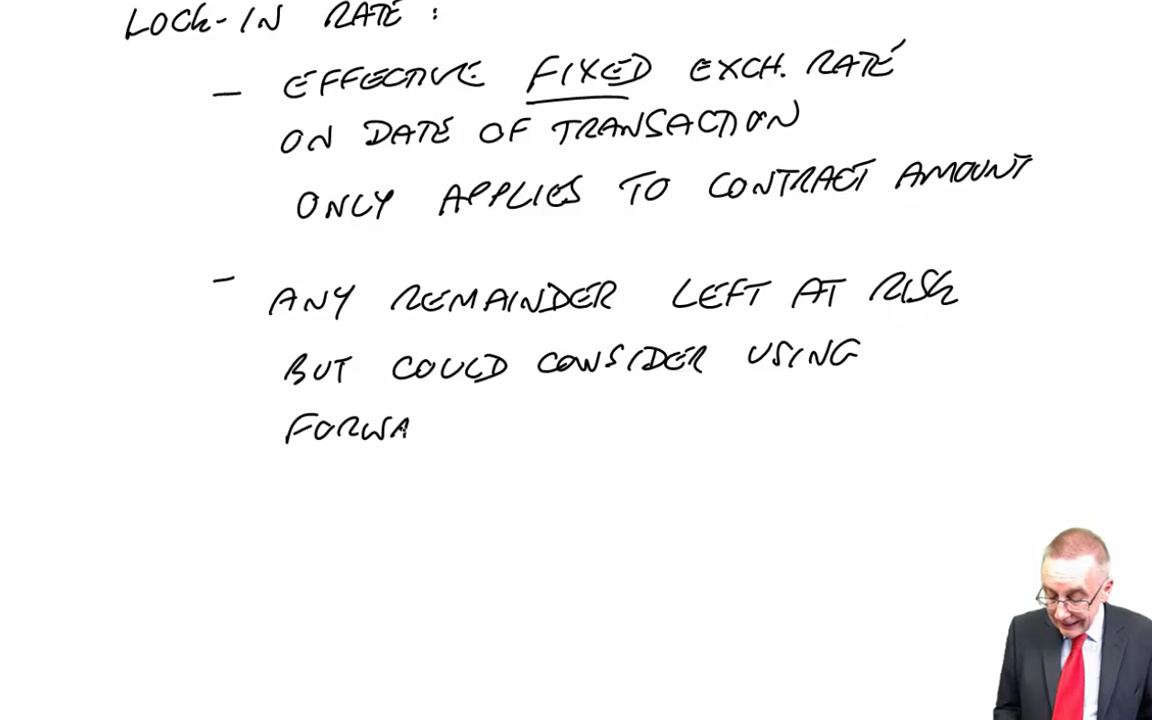 LOCK-IN RATE:
- EFFECTIVE FIXED EXCH. RATE
ON DATE OF TRANSACTION
ONLY APPLIES TO CONTRACT AMOUNT
- ANY REMAINDER LEFT AT RISK
BUT COULD CONSIDER USING
FORWA